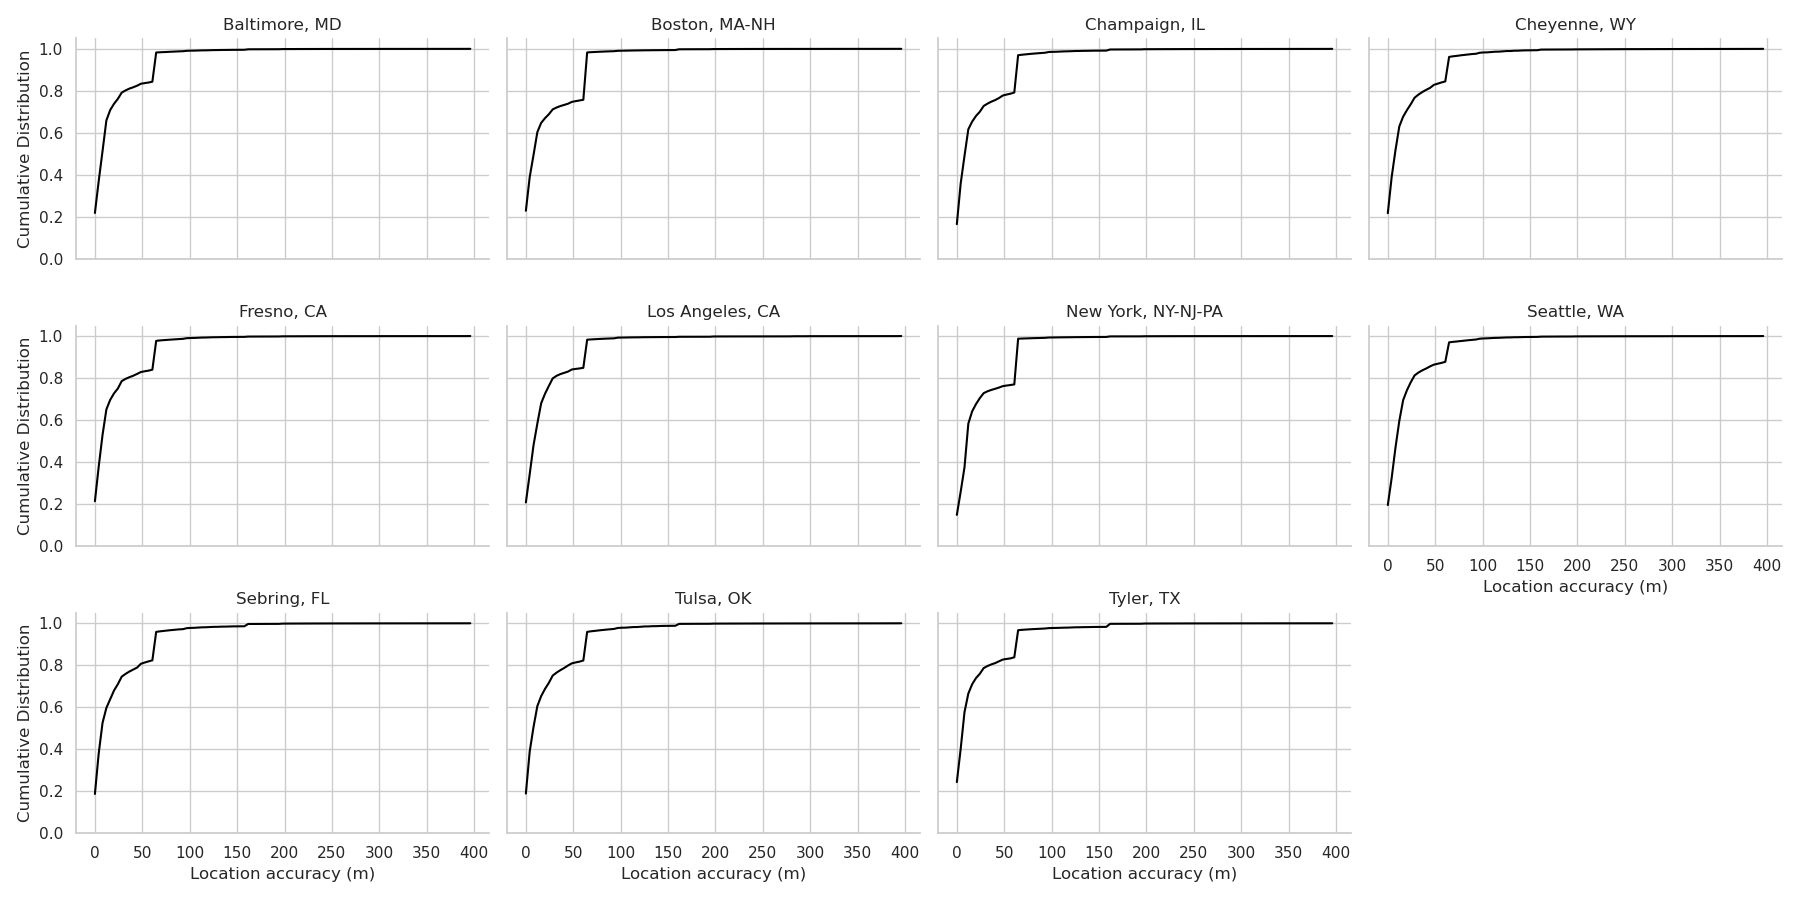 Baltimore, MD
Boston, MA-NH
Champaign, IL
Cheyenne, WY
Cumulative Distribution
1.0
0.8
0.6
0.4
0.2
0.0
Fresno, CA
Los Angeles, CA
New York, NY-NJ-PA
Seattle, WA
Cumulative Distribution
1.0
0.8
0.6
0.4
0.2
0.0
0 50 100 150 200 250 300 350 400
Location accuracy (m)
Sebring, FL
Tulsa, OK
Tyler, TX
Cumulative Distribution
1.0
0.8
0.6
0.4
0.2
0.0
0 50 100 150 200 250 300 350 400
Location accuracy (m)
0 50 100 150 200 250 300 350 400
Location accuracy (m)
0 50 100 150 200 250 300 350 400
Location accuracy (m)